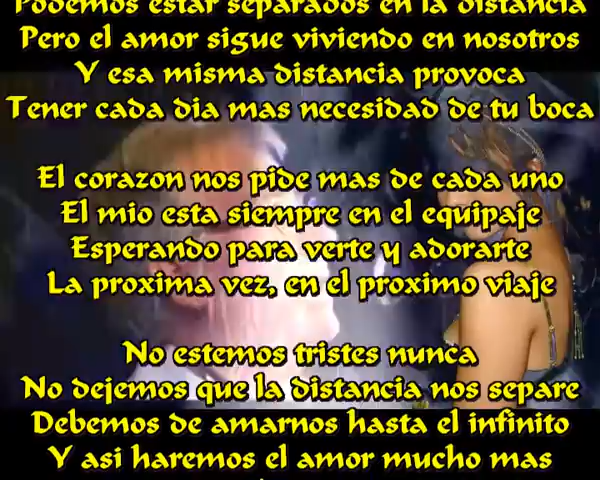 Podemos estar separados en la distancia
Pero el amor sigue viviendo en nosotros
Y esa misma distancia provoca
Tener cada dia mas necesidad de tu boca
El corazon nos pide mas de cada uno
El mio esta siempre en el equipaje
Esperando para verte y adorarte
La proxima vez, en el proximo viaje
No estemos tristes nunca
No dejemos que la distancia nos separe
Debemos de amarnos hasta el infinito
Y asi haremos el amor mucho mas